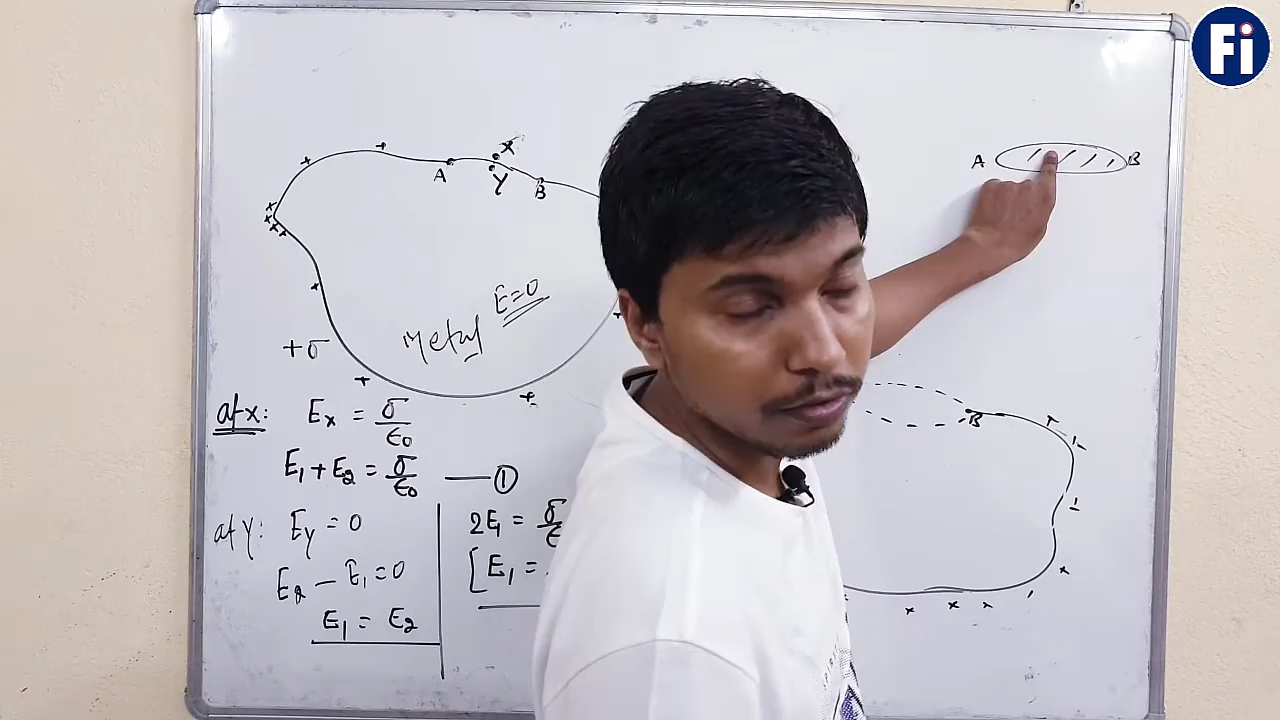 Fi
A B
X
A Y B
E=0
Metal
+σ
at x: Eₓ = σ/ε₀
E₁+E₂ = σ/ε₀ —①
at y: Eᵧ = 0
E₂ − E₁=0
E₁ = E₂
2E₁ = σ
[E₁ =
B